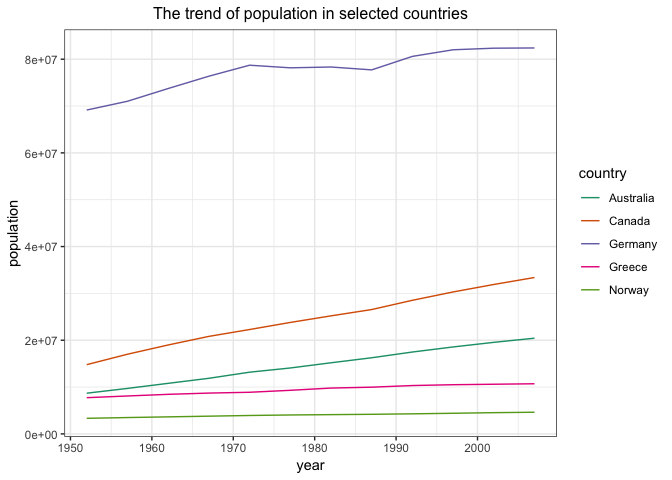 The trend of population in selected countries
population
8e+07
6e+07
4e+07
2e+07
0e+00
1950 1960 1970 1980 1990 2000
year
country
Australia
Canada
Germany
Greece
Norway